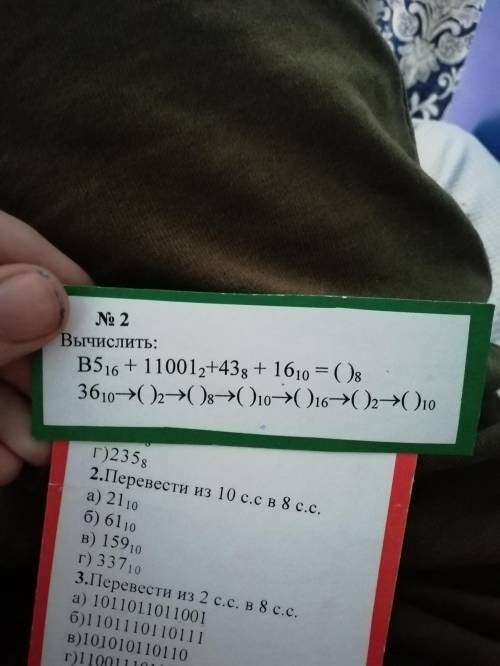 № 2
Вычислить:
B5₁₆ + 11001₂+43₈ + 16₁₀ = ( )₈
36₁₀→( )₂→( )₈→( )₁₀→( )₁₆→( )₂→( )₁₀
г)235₈
2.Перевести из 10 с.с в 8 с.с.
а) 21₁₀
б) 61₁₀
в) 159₁₀
г) 337₁₀
3.Перевести из 2 с.с. в 8 с.с.
а) 1011011011001
б)1101110110111
в)101010110110